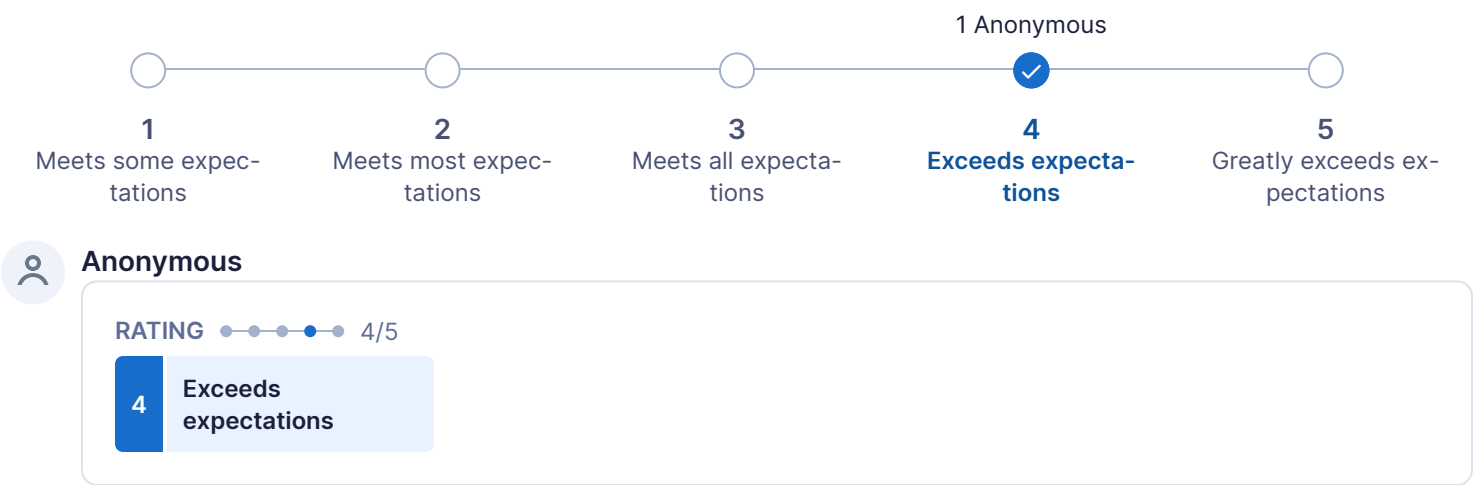 1 Anonymous
1
Meets some expec-
tations
2
Meets most expec-
tations
3
Meets all expecta-
tions
4
Exceeds expecta-
tions
5
Greatly exceeds ex-
pectations
Anonymous
RATING 4/5
4
Exceeds
expectations